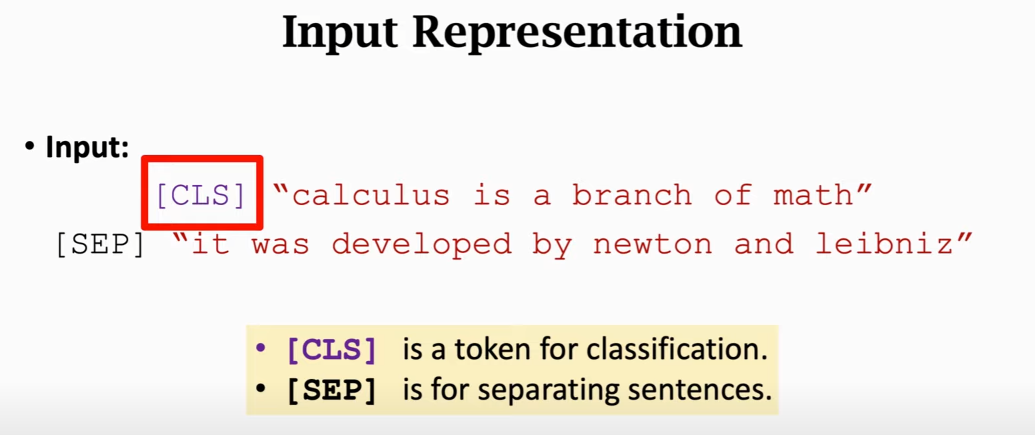 Input Representation
• Input:
[CLS] “calculus is a branch of math”
[SEP] “it was developed by newton and leibniz”
• [CLS] is a token for classification.
• [SEP] is for separating sentences.